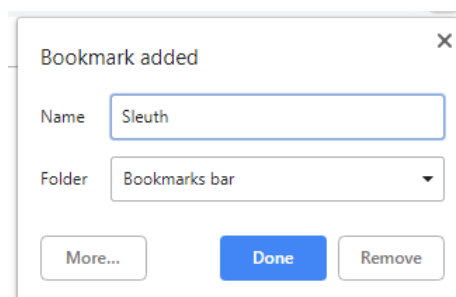 Bookmark added
Name Sleuth
Folder Bookmarks bar
More... Done Remove